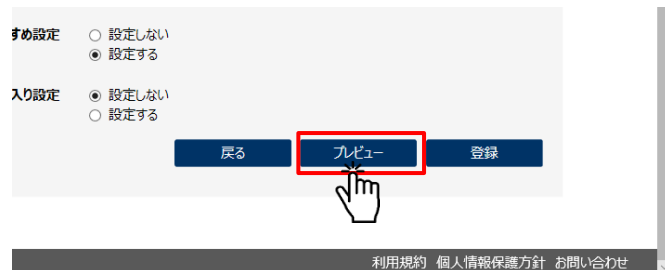 すめ設定 設定しない
設定する
入り設定 設定しない
設定する
戻る プレビュー 登録
利用規約 個人情報保護方針 お問い合わせ